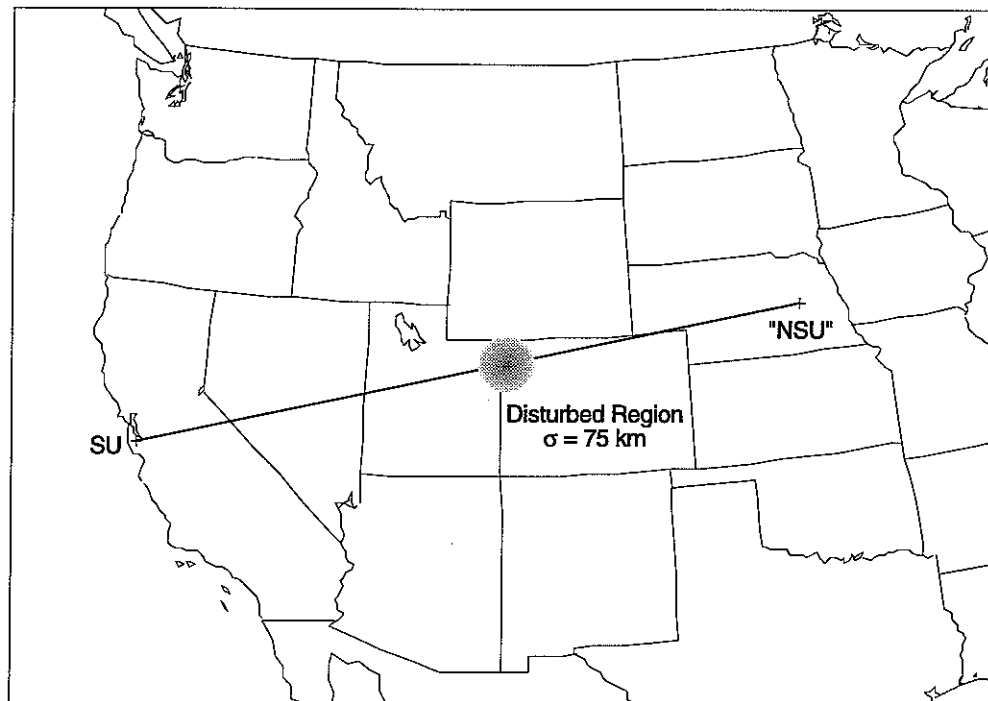 "NSU"
SU
Disturbed Region
σ = 75 km